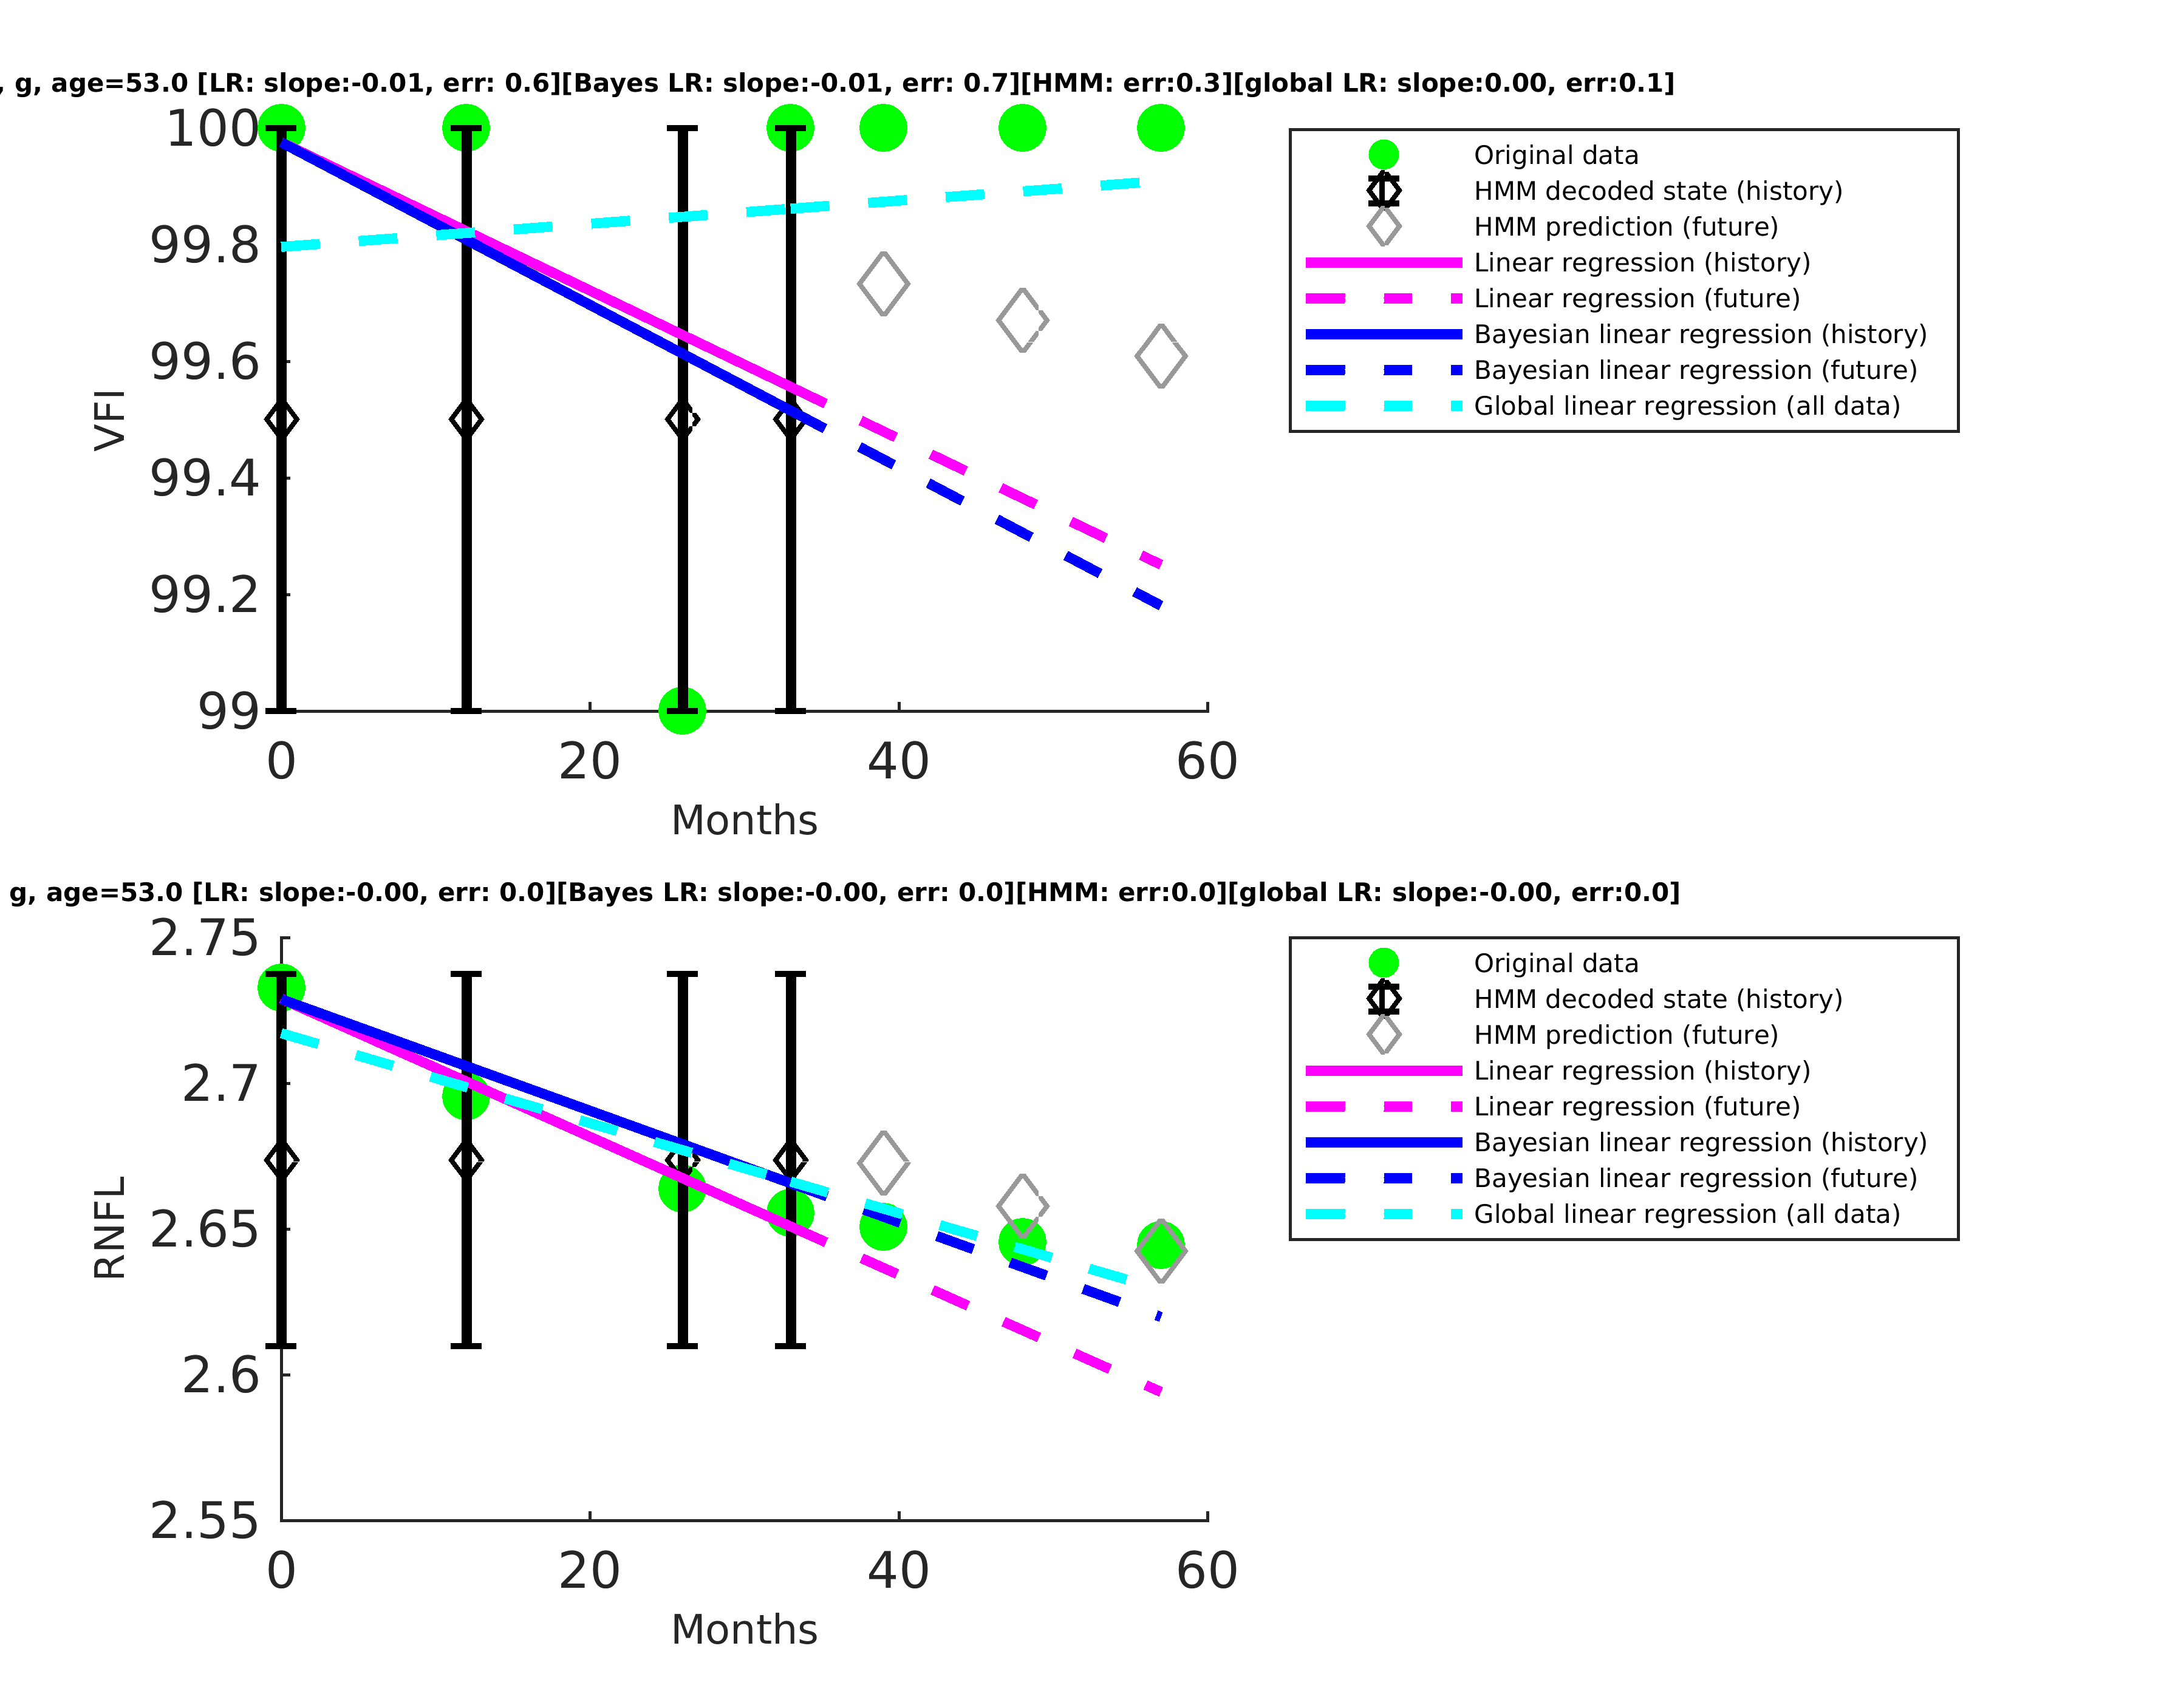 , g, age=53.0 [LR: slope:-0.01, err: 0.6][Bayes LR: slope:-0.01, err: 0.7][HMM: err:0.3][global LR: slope:0.00, err:0.1]
100
99.8
99.6
99.4
99.2
99
VFI
0 20 40 60
Months
Original data
HMM decoded state (history)
HMM prediction (future)
Linear regression (history)
Linear regression (future)
Bayesian linear regression (history)
Bayesian linear regression (future)
Global linear regression (all data)
g, age=53.0 [LR: slope:-0.00, err: 0.0][Bayes LR: slope:-0.00, err: 0.0][HMM: err:0.0][global LR: slope:-0.00, err:0.0]
2.75
2.7
2.65
2.6
2.55
RNFL
0 20 40 60
Months
Original data
HMM decoded state (history)
HMM prediction (future)
Linear regression (history)
Linear regression (future)
Bayesian linear regression (history)
Bayesian linear regression (future)
Global linear regression (all data)